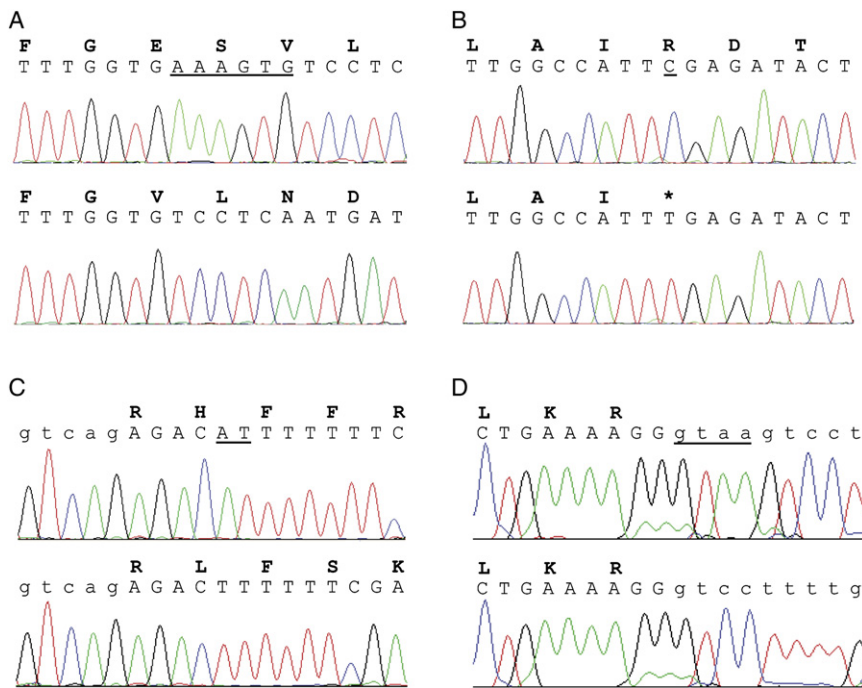 A
F G E S V L
T T T G G T G A A A G T G T C C T C
F G V L N D
T T T G G T G T C C T C A A T G A T
B
L A I R D T
T T G G C C A T T C G A G A T A C T
L A I *
T T G G C C A T T T G A G A T A C T
C
R H F F R
g t c a g A G A C A T T T T T T T C
R L F S K
g t c a g A G A C T T T T T T C G A
D
L K R
C T G A A A A G G g t a a g t c c t
L K R
C T G A A A A G G g t c c t t t t g